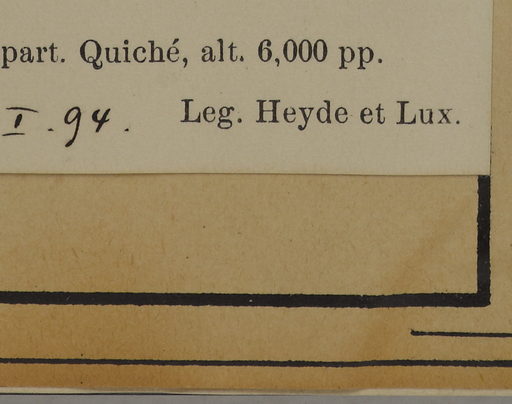 part. Quiché, alt. 6,000 pp.
I. 94. Leg. Heyde et Lux.